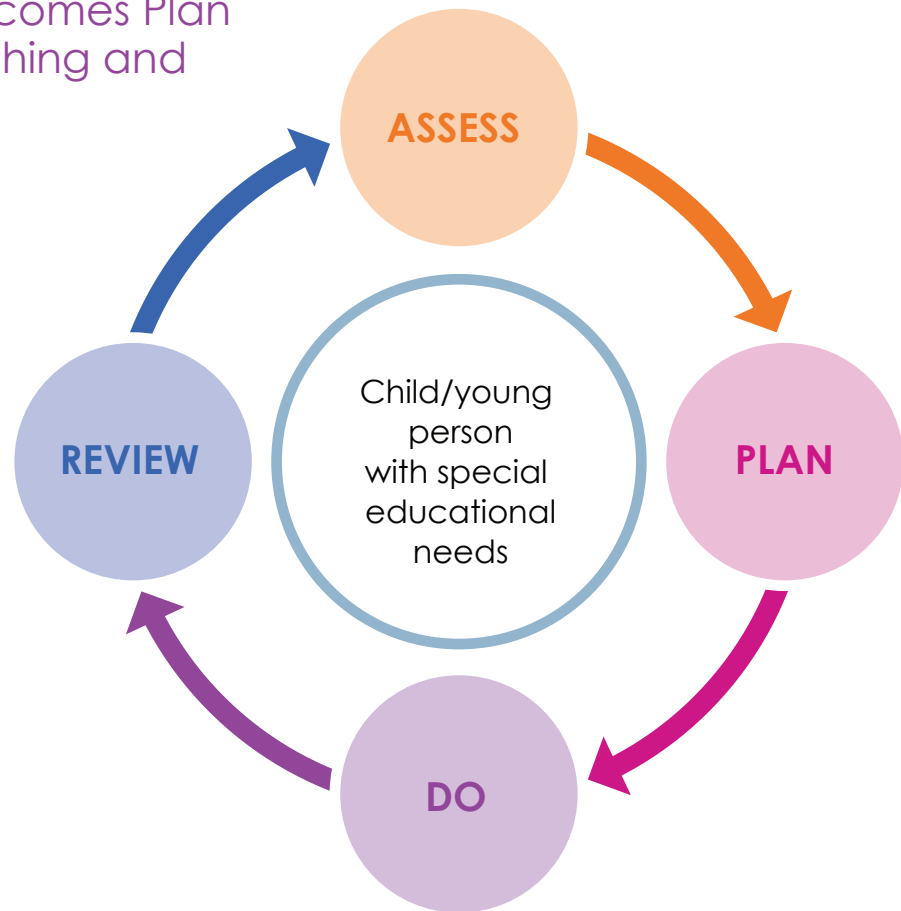 comes Plan
hing and
ASSESS
Child/young
person
with special
educational
needs
REVIEW
PLAN
DO